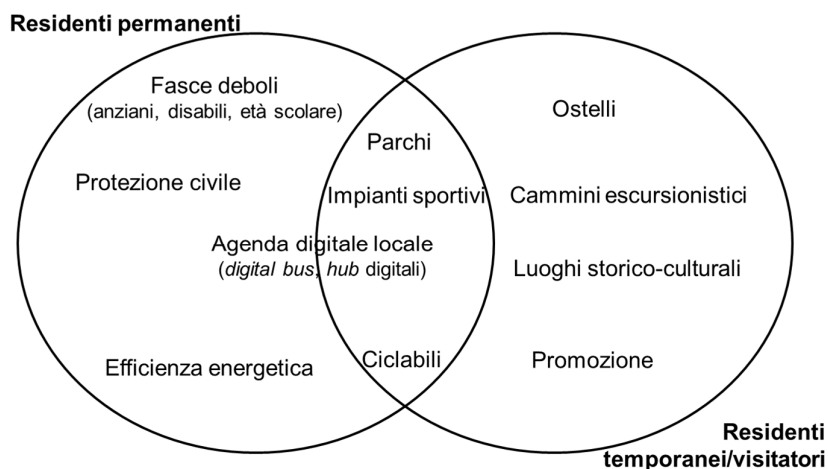 Residenti permanenti
Fasce deboli
(anziani, disabili, età scolare)
Protezione civile
Agenda digitale locale
(digital bus, hub digitali)
Efficienza energetica
Parchi
Impianti sportivi
Ciclabili
Ostelli
Cammini escursionistici
Luoghi storico-culturali
Promozione
Residenti
temporanei/visitatori